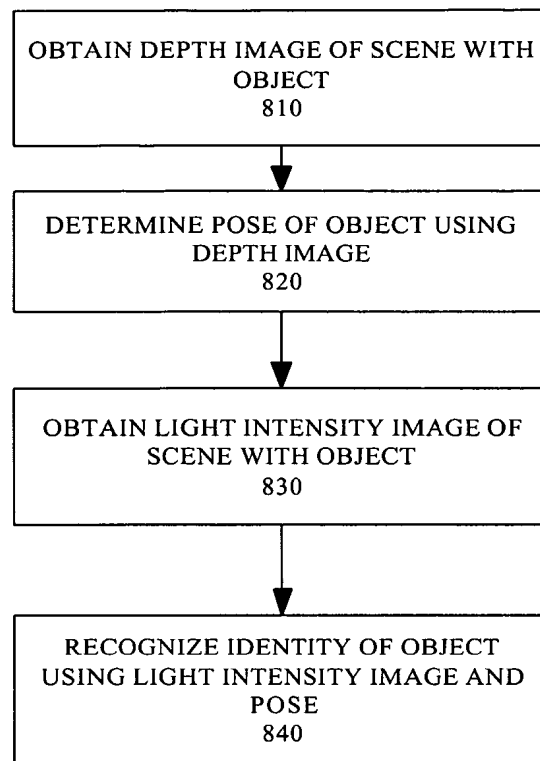 OBTAIN DEPTH IMAGE OF SCENE WITH
OBJECT
810
DETERMINE POSE OF OBJECT USING
DEPTH IMAGE
820
OBTAIN LIGHT INTENSITY IMAGE OF
SCENE WITH OBJECT
830
RECOGNIZE IDENTITY OF OBJECT
USING LIGHT INTENSITY IMAGE AND
POSE
840